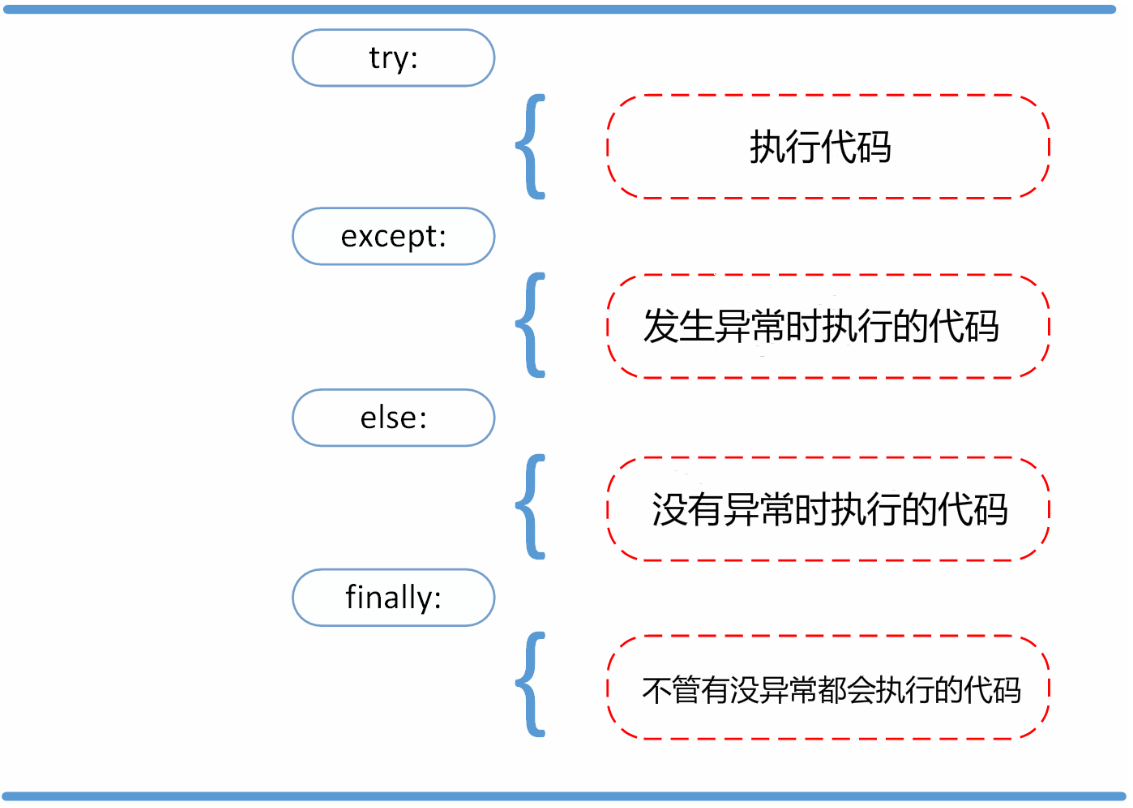 try:
执行代码
except:
发生异常时执行的代码
else:
没有异常时执行的代码
finally:
不管有没异常都会执行的代码